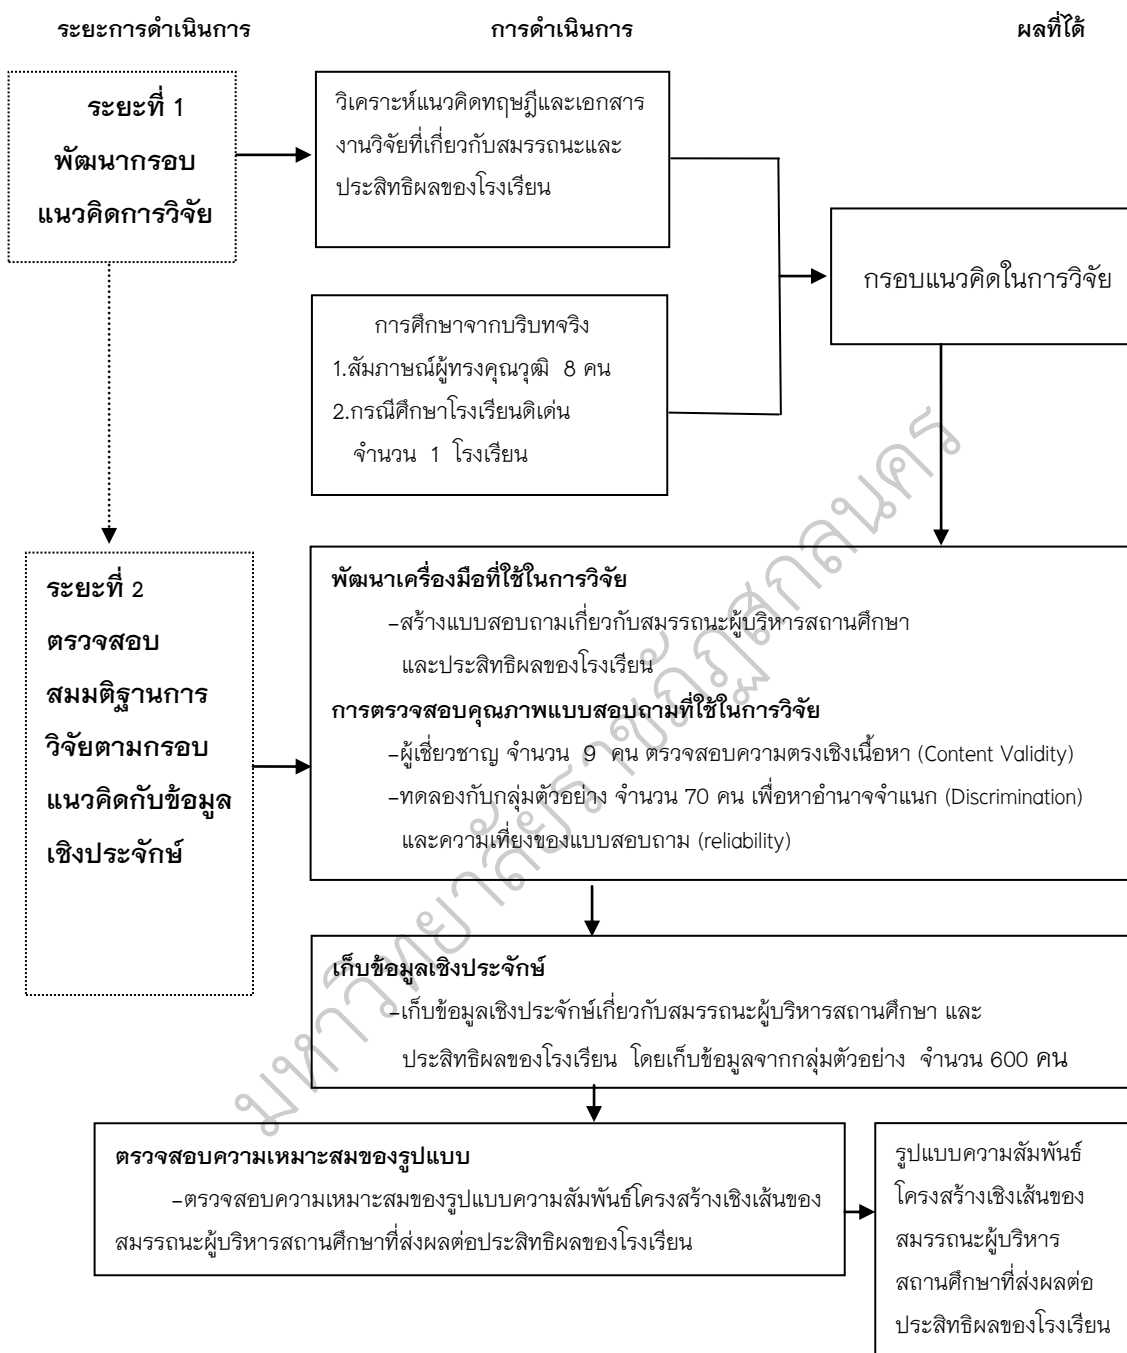 ระยะการดำเนินการ
การดำเนินการ
ผลที่ได้
ระยะที่ 1
พัฒนากรอบ
แนวคิดการวิจัย
วิเคราะห์แนวคิดทฤษฎีและเอกสาร
งานวิจัยที่เกี่ยวกับสมรรถนะและ
ประสิทธิผลของโรงเรียน
กรอบแนวคิดในการวิจัย
การศึกษาจากบริบทจริง
1.สัมภาษณ์ผู้ทรงคุณวุฒิ 8 คน
2.กรณีศึกษาโรงเรียนดิเด่น
จำนวน 1 โรงเรียน
ระยะที่ 2
ตรวจสอบ
สมมติฐานการ
วิจัยตามกรอบ
แนวคิดกับข้อมูล
เชิงประจักษ์
พัฒนาเครื่องมือที่ใช้ในการวิจัย
-สร้างแบบสอบถามเกี่ยวกับสมรรถนะผู้บริหารสถานศึกษา
และประสิทธิผลของโรงเรียน
การตรวจสอบคุณภาพแบบสอบถามที่ใช้ในการวิจัย
-ผู้เชี่ยวชาญ จำนวน 9 คน ตรวจสอบความตรงเชิงเนื้อหา (Content Validity)
-ทดลองกับกลุ่มตัวอย่าง จำนวน 70 คน เพื่อหาอำนาจจำแนก (Discrimination)
และความเที่ยงของแบบสอบถาม (reliability)
เก็บข้อมูลเชิงประจักษ์
-เก็บข้อมูลเชิงประจักษ์เกี่ยวกับสมรรถนะผู้บริหารสถานศึกษา และ
ประสิทธิผลของโรงเรียน โดยเก็บข้อมูลจากกลุ่มตัวอย่าง จำนวน 600 คน
ตรวจสอบความเหมาะสมของรูปแบบ
-ตรวจสอบความเหมาะสมของรูปแบบความสัมพันธ์โครงสร้างเชิงเส้นของ
สมรรถนะผู้บริหารสถานศึกษาที่ส่งผลต่อประสิทธิผลของโรงเรียน
รูปแบบความสัมพันธ์
โครงสร้างเชิงเส้นของ
สมรรถนะผู้บริหาร
สถานศึกษาที่ส่งผลต่อ
ประสิทธิผลของโรงเรียน
มหาวิทยาลัยราชภัฏสกลนคร